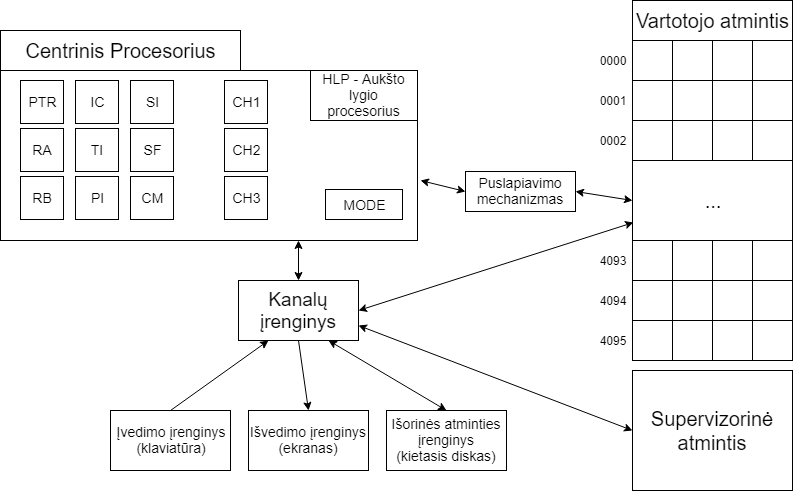 Centrinis Procesorius
PTR IC SI CH1
HLP - Aukšto
lygio
procesorius
RA TI SF CH2
RB PI CM CH3
MODE
Puslapiavimo
mechanizmas
Vartotojo atmintis
0000
0001
0002
...
4093
4094
4095
Kanalų
įrenginys
Įvedimo įrenginys
(klaviatūra)
Išvedimo įrenginys
(ekranas)
Išorinės atminties
įrenginys
(kietasis diskas)
Supervizorinė
atmintis